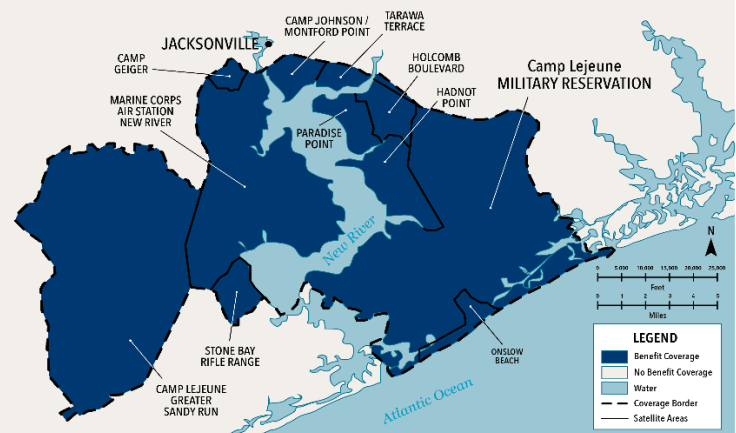 CAMP JOHNSON /
MONTFORD POINT
TARAWA
TERRACE
JACKSONVILLE
CAMP
GEIGER
HOLCOMB
BOULEVARD
Camp Lejeune
MILITARY RESERVATION
HADNOT
POINT
MARINE CORPS
AIR STATION
NEW RIVER
PARADISE
POINT
New River
N
0 5,000 10,000 15,000 25,000
Feet
0 1 2 3 4 5
Miles
STONE BAY
RIFLE RANGE
ONSLOW
BEACH
CAMP LEJEUNE
GREATER
SANDY RUN
Atlantic Ocean
LEGEND
Benefit Coverage
No Benefit Coverage
Water
Coverage Border
Satellite Areas